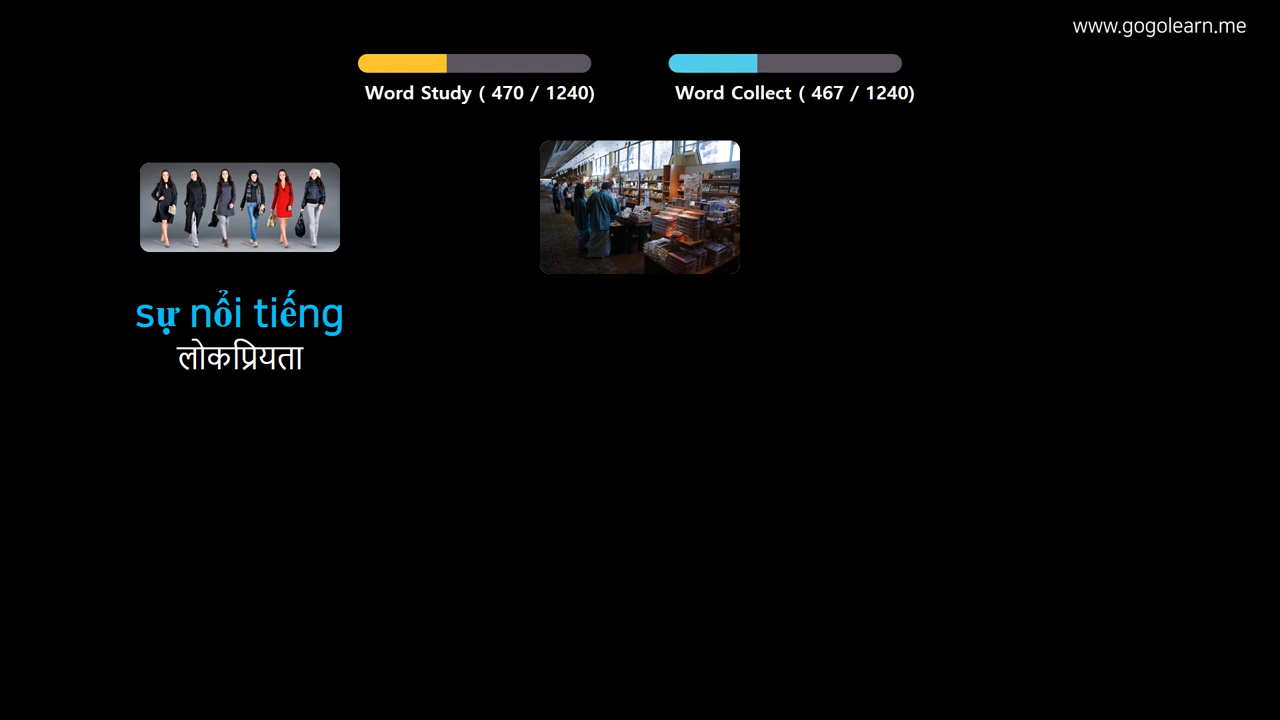 www.gogolearn.me
Word Study ( 470 / 1240)
Word Collect ( 467 / 1240)
sự nổi tiếng
लोकप्रियता